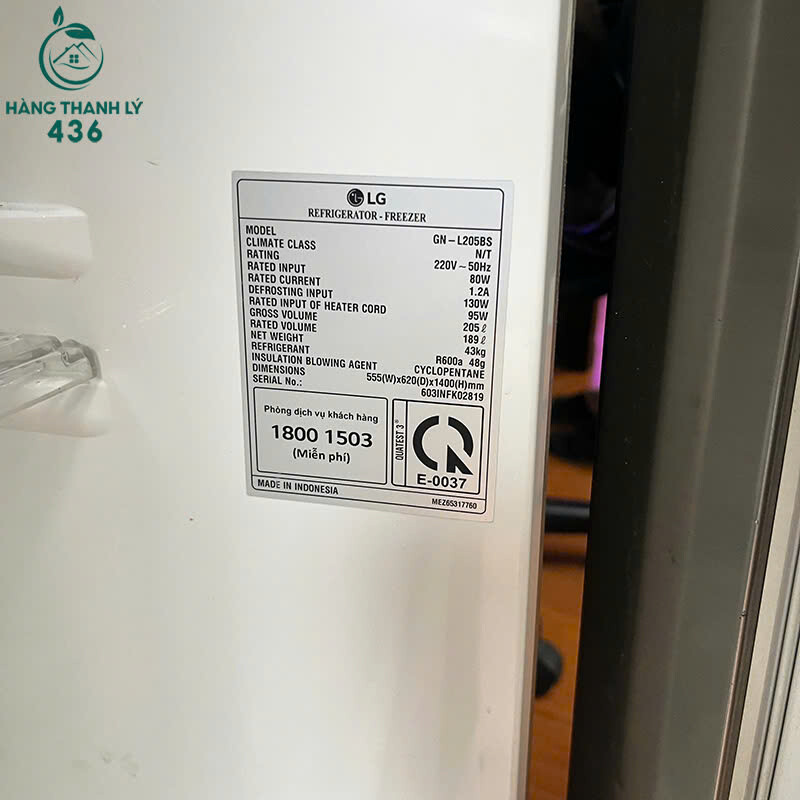 HÀNG THANH LÝ
436
LG
REFRIGERATOR - FREEZER
MODEL GN - L205BS
CLIMATE CLASS N/T
RATING 220V ~ 50Hz
RATED INPUT 80W
RATED CURRENT 1.2A
DEFROSTING INPUT 130W
RATED INPUT OF HEATER CORD 95W
GROSS VOLUME 205 ℓ
RATED VOLUME 189 ℓ
NET WEIGHT 43kg
REFRIGERANT R600a 48g
INSULATION BLOWING AGENT CYCLOPENTANE
DIMENSIONS 555(W)x620(D)x1400(H)mm
SERIAL No.: 603INFK02819
Phòng dịch vụ khách hàng
1800 1503
(Miễn phí)
QUATEST 3®
E-0037
MADE IN INDONESIA
MEZ65317760